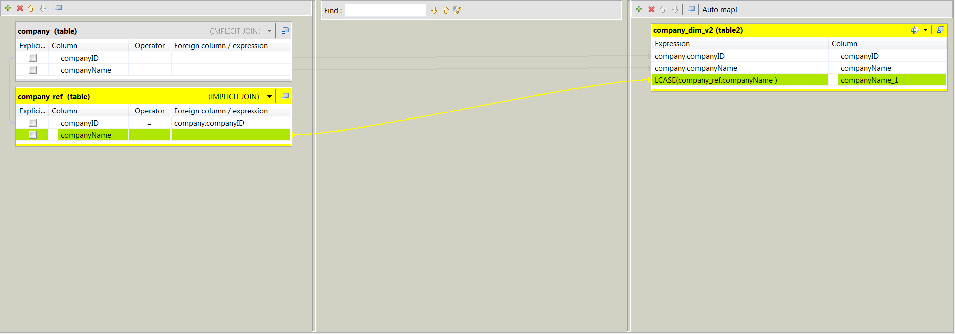 Find :
Auto map!
company (table) (IMPLICIT JOIN)
Explici... Column Operator Foreign column / expression
companyID
companyName
company_ref (table) (IMPLICIT JOIN)
Explici... Column Operator Foreign column / expression
companyID = company.companyID
companyName
company_dim_v2 (table2)
Expression Column
company.companyID companyID
company.companyName companyName
LCASE(company_ref.companyName ) companyName_1